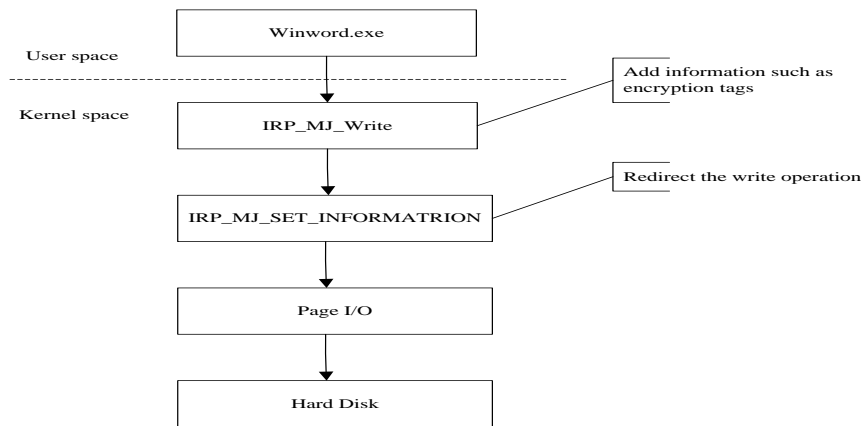 Winword.exe
User space
Add information such as
encryption tags
Kernel space
IRP_MJ_Write
Redirect the write operation
IRP_MJ_SET_INFORMATRION
Page I/O
Hard Disk